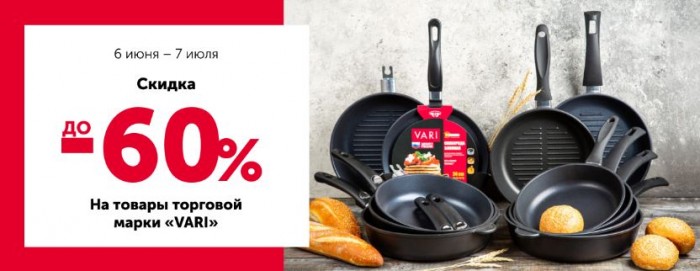 6 июня – 7 июля
Скидка
ДО
-60%
На товары торговой
марки «VARI»
VARI